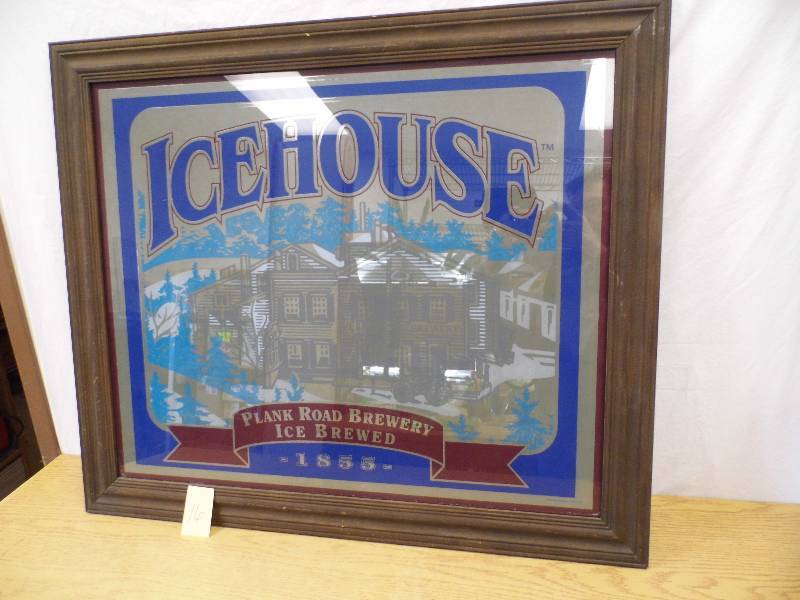 ICEHOUSE™
PLANK ROAD BREWERY
ICE BREWED
-1855-
16